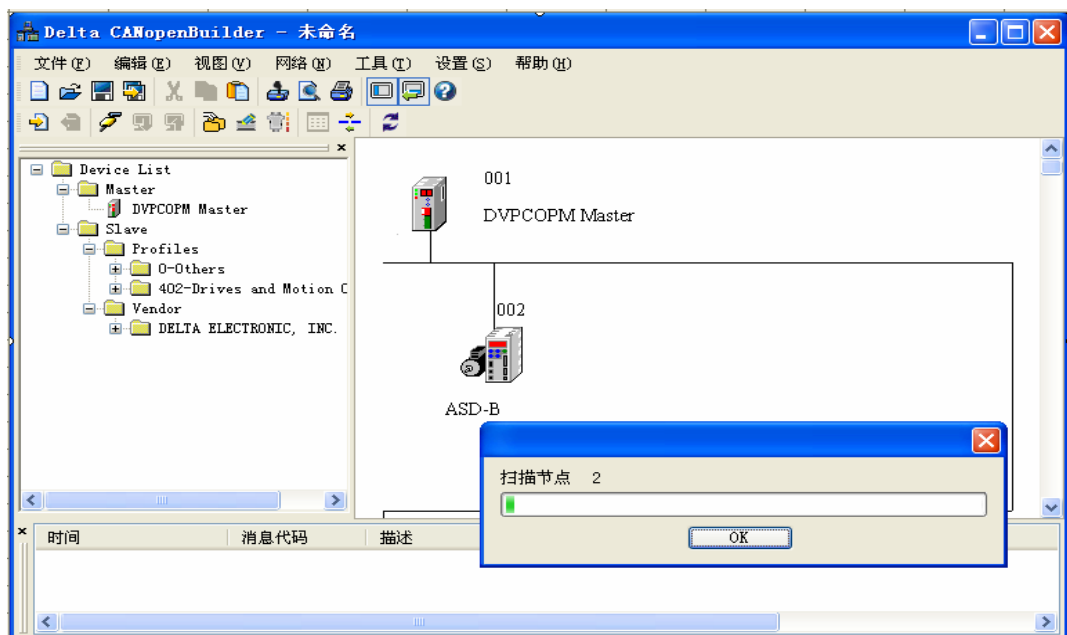 Delta CANopenBuilder - 未命名
文件(F) 编辑(E) 视图(V) 网络(N) 工具(T) 设置(S) 帮助(H)
Device List
Master
DVPCOPM Master
Slave
Profiles
0-Others
402-Drives and Motion C
Vendor
DELTA ELECTRONIC, INC.
001
DVPCOPM Master
002
ASD-B
扫描节点 2
OK
时间 消息代码 描述